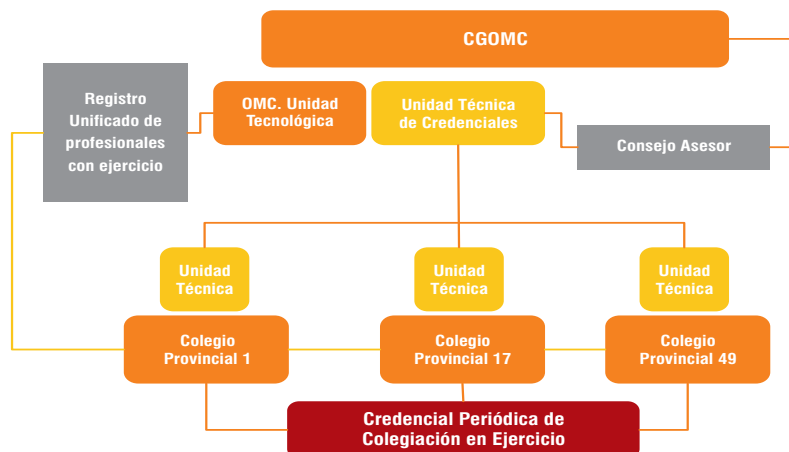 CGOMC
Registro
Unificado de
profesionales
con ejercicio
OMC. Unidad
Tecnológica
Unidad Técnica
de Credenciales
Consejo Asesor
Unidad
Técnica
Unidad
Técnica
Unidad
Técnica
Colegio
Provincial 1
Colegio
Provincial 17
Colegio
Provincial 49
Credencial Periódica de
Colegiación en Ejercicio